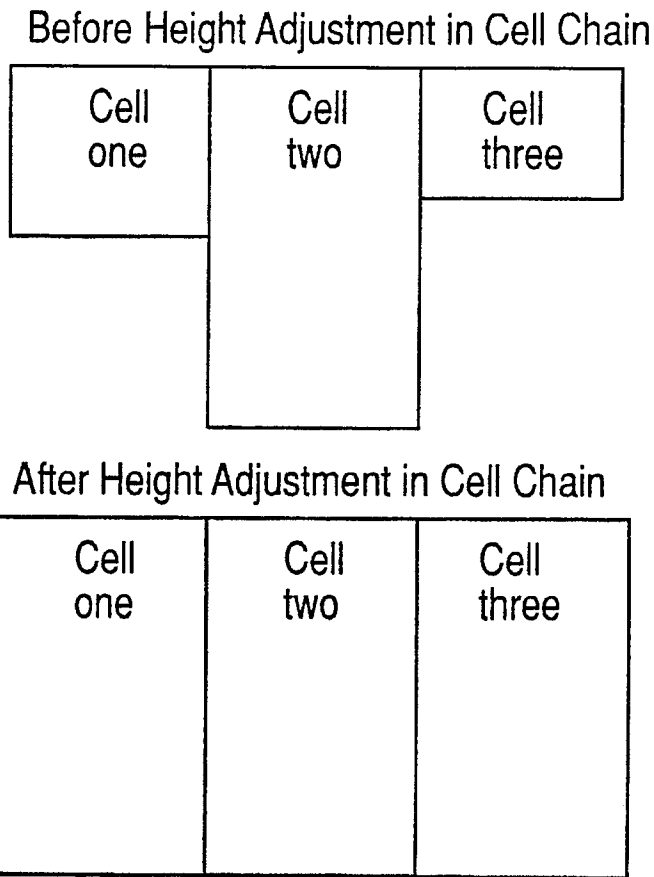 Before Height Adjustment in Cell Chain
Cell
one
Cell
two
Cell
three
After Height Adjustment in Cell Chain
Cell
one
Cell
two
Cell
three